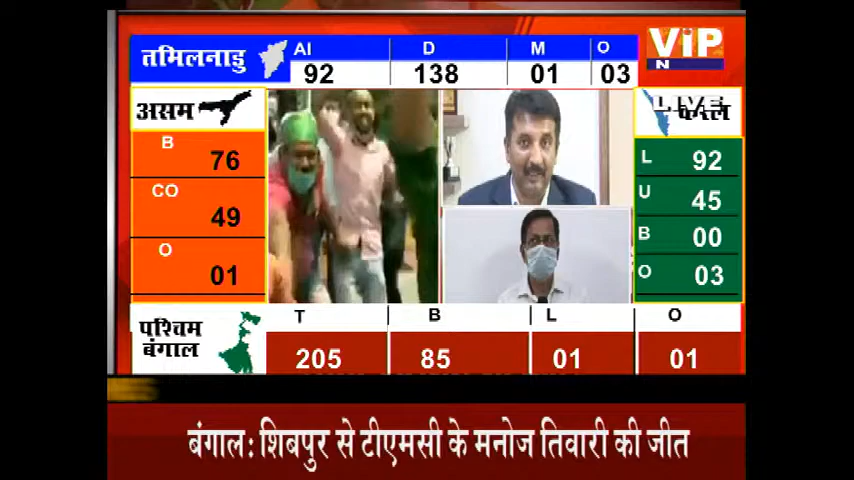 तमिलनाडु
AI D M O
92 138 01 03
ViP
N
असम
B
76
CO
49
O
01
LIVE
L 92
U 45
B 00
O 03
पश्चिम
बंगाल
T B L O
205 85 01 01
बंगाल: शिबपुर से टीएमसी के मनोज तिवारी की जीत